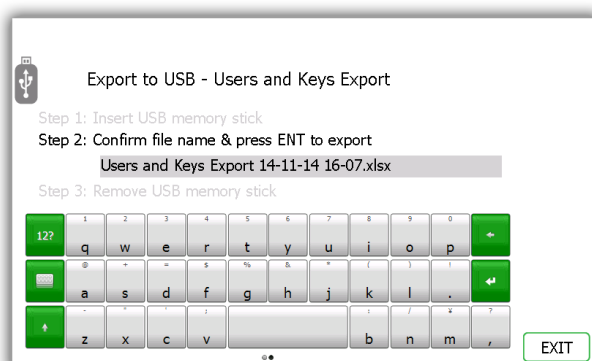 Export to USB - Users and Keys Export
Step 1: Insert USB memory stick
Step 2: Confirm file name & press ENT to export
Users and Keys Export 14-11-14 16-07.xlsx
Step 3: Remove USB memory stick
1 2 3 4 5 6 7 8 9 0
12? q w e r t y u i o p
@ + = $ % & * ( ) !
a s d f g h j k l .
- " ' ; : / ¥ ?
z x c v b n m ,
EXIT